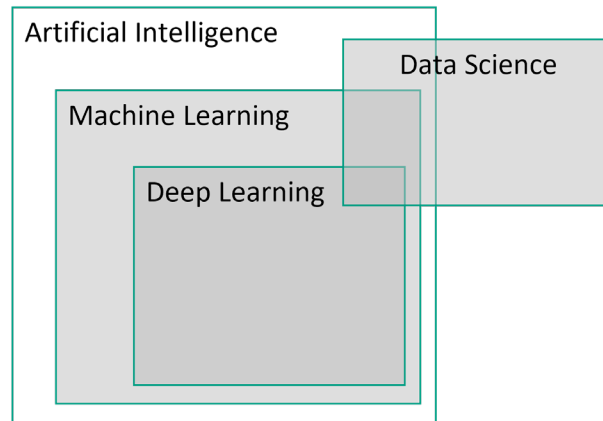 Artificial Intelligence
Data Science
Machine Learning
Deep Learning